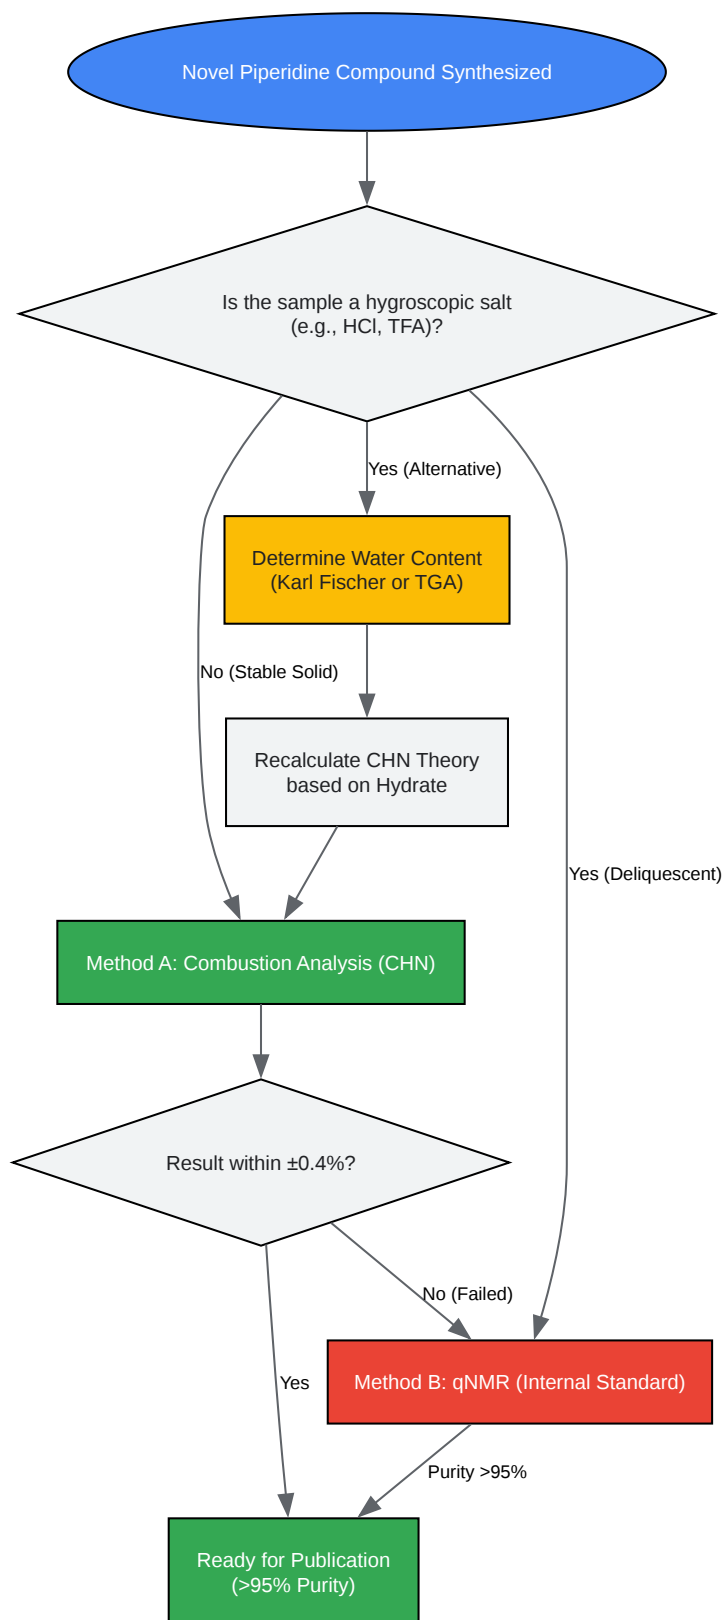 Novel Piperidine Compound Synthesized
Is the sample a hygroscopic salt
(e.g., HCl, TFA)?
Yes (Alternative)
Determine Water Content
(Karl Fischer or TGA)
No (Stable Solid)
Recalculate CHN Theory
based on Hydrate
Yes (Deliquescent)
Method A: Combustion Analysis (CHN)
Result within ±0.4%?
No (Failed)
Yes
Method B: qNMR (Internal Standard)
Purity >95%
Ready for Publication
(>95% Purity)